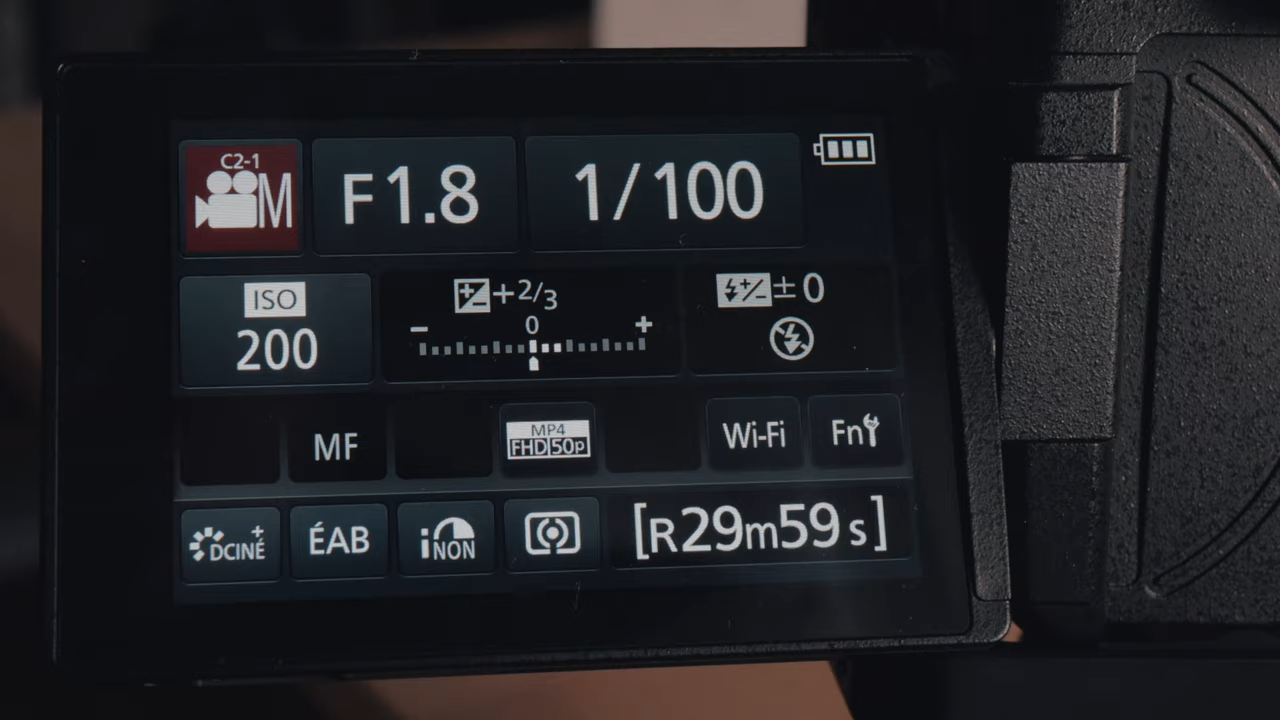 C2-1
M
F1.8
1/100
ISO
200
+2/3
- 0 +
±0
MF
MP4
FHD 50p
Wi-Fi
Fn
DCINÉ
ÉAB
iNON
[R29m59s]